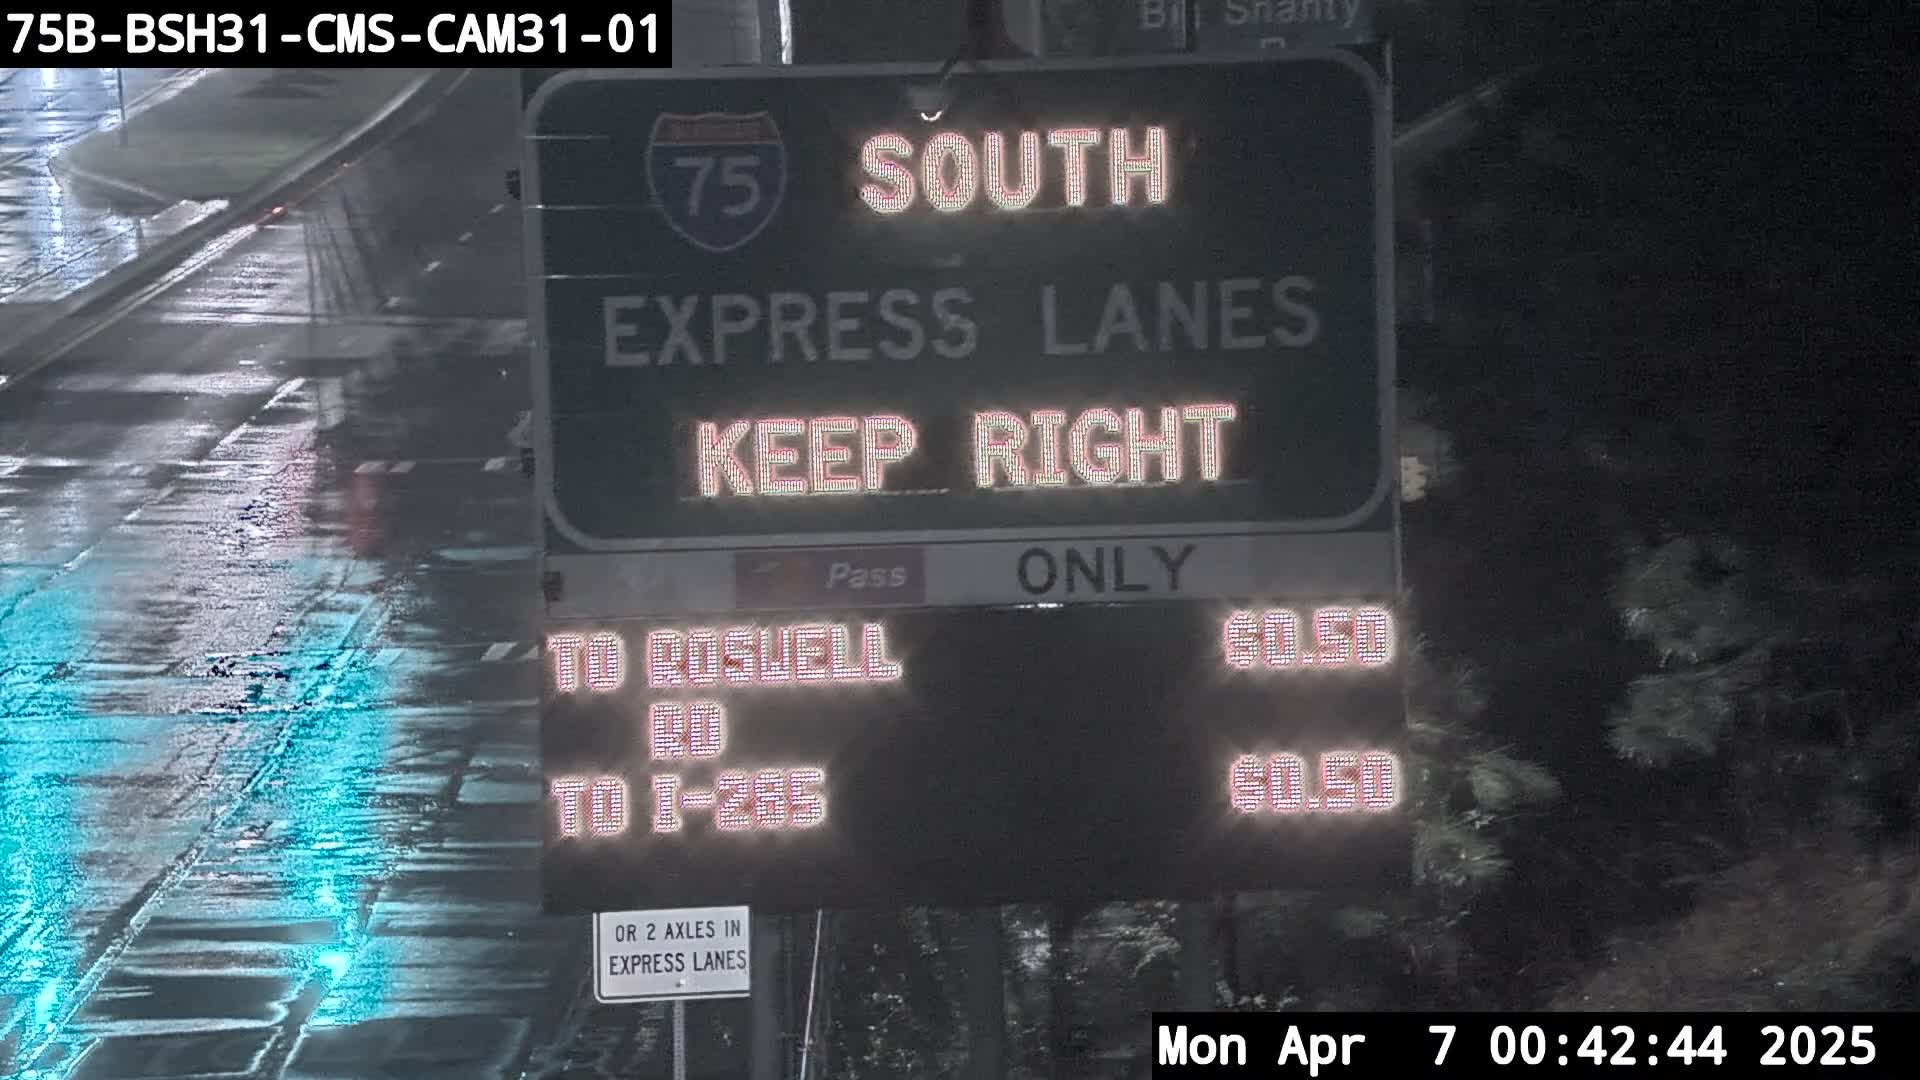 75B-BSH31-CMS-CAM31-01
Shanty
75
SOUTH
EXPRESS LANES
KEEP RIGHT
Pass
ONLY
TO ROSWELL
$0.50
RD
TO I-285
$0.50
OR 2 AXLES IN
EXPRESS LANES
Mon Apr 7 00:42:44 2025